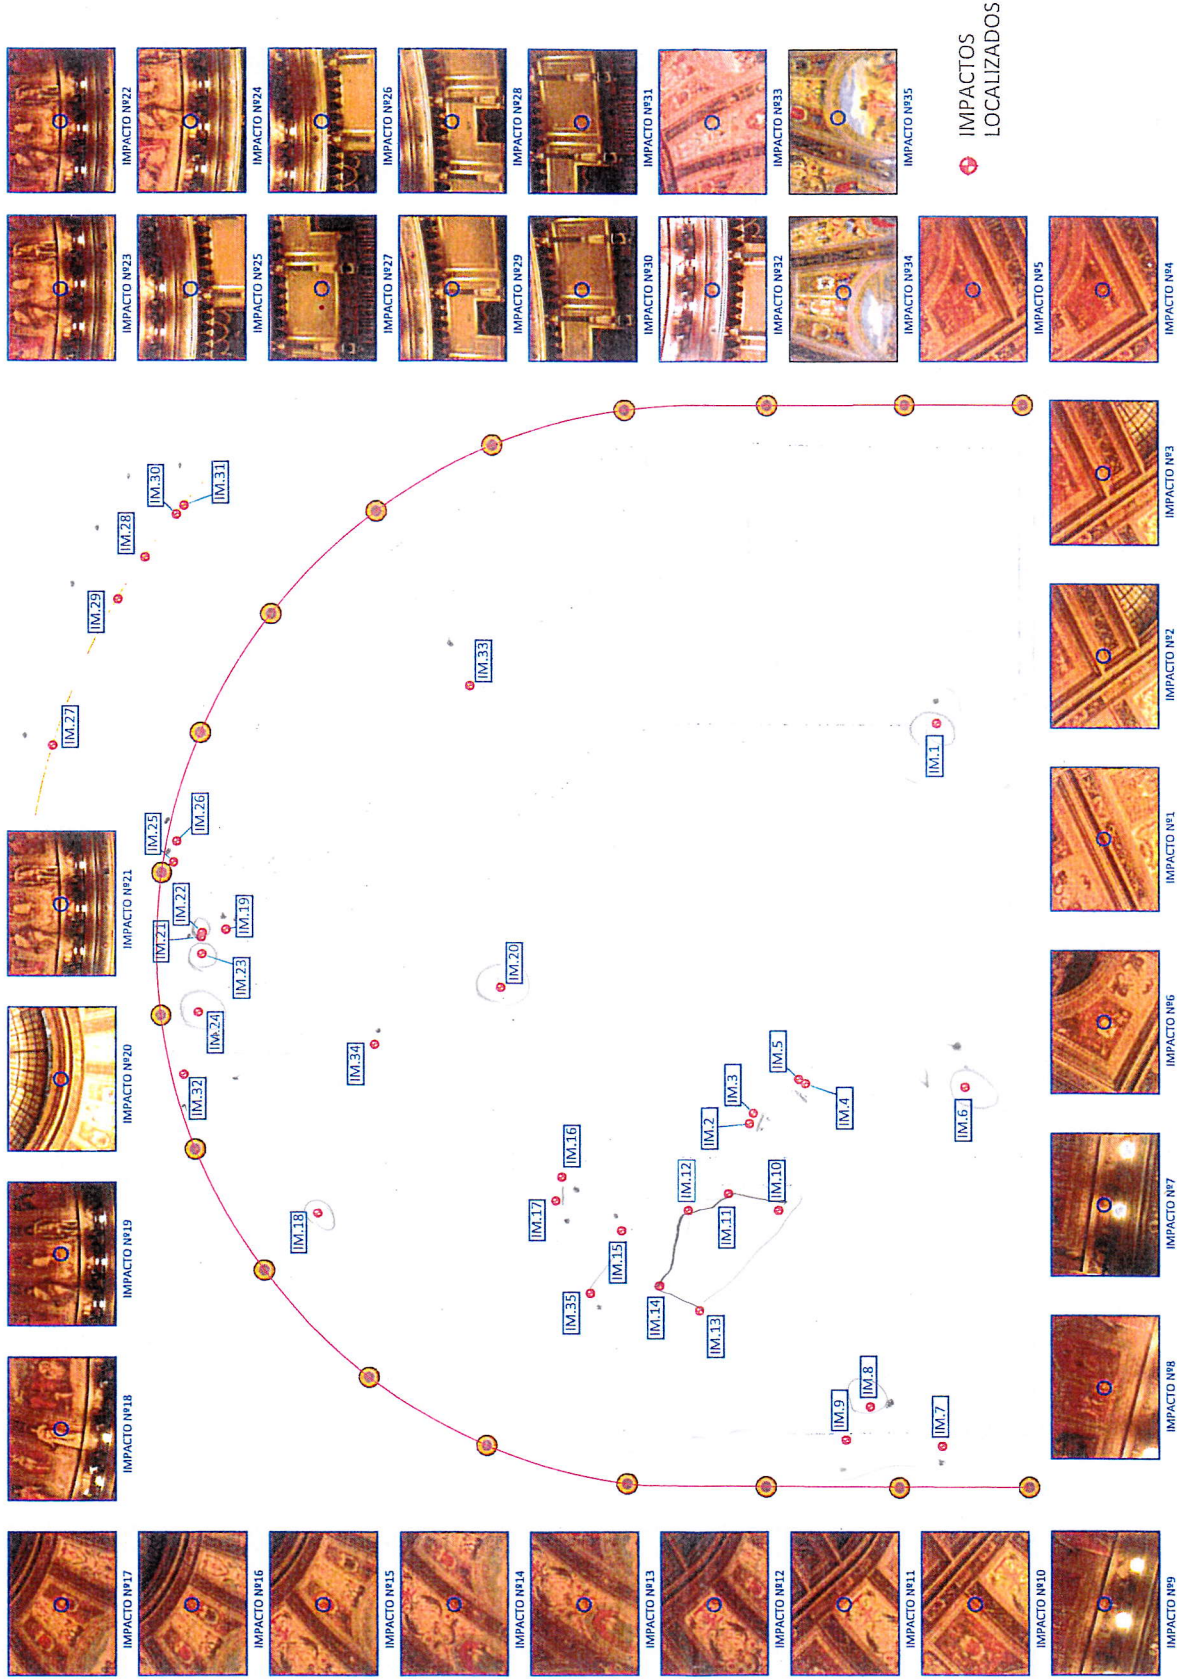 IMPACTO Nº22
IMPACTO Nº24
IMPACTO Nº26
IMPACTO Nº28
IMPACTO Nº31
IMPACTO Nº33
IMPACTO Nº35
IMPACTOS
LOCALIZADOS
IMPACTO Nº23
IMPACTO Nº25
IMPACTO Nº27
IMPACTO Nº29
IMPACTO Nº30
IMPACTO Nº32
IMPACTO Nº34
IMPACTO Nº5
IMPACTO Nº4
IM.30
IM.31
IM.28
IM.29
IM.27
IM.33
IM.25
IM.26
IM.22
IM.21
IM.19
IM.23
IM.24
IM.32
IM.20
IM.34
IM.1
IM.18
IM.16
IM.17
IM.15
IM.35
IM.3
IM.2
IM.5
IM.4
IM.6
IM.12
IM.11
IM.10
IM.14
IM.13
IM.8
IM.9
IM.7
IMPACTO Nº21
IMPACTO Nº20
IMPACTO Nº19
IMPACTO Nº18
IMPACTO Nº3
IMPACTO Nº2
IMPACTO Nº1
IMPACTO Nº6
IMPACTO Nº7
IMPACTO Nº8
IMPACTO Nº17
IMPACTO Nº16
IMPACTO Nº15
IMPACTO Nº14
IMPACTO Nº13
IMPACTO Nº12
IMPACTO Nº11
IMPACTO Nº10
IMPACTO Nº9